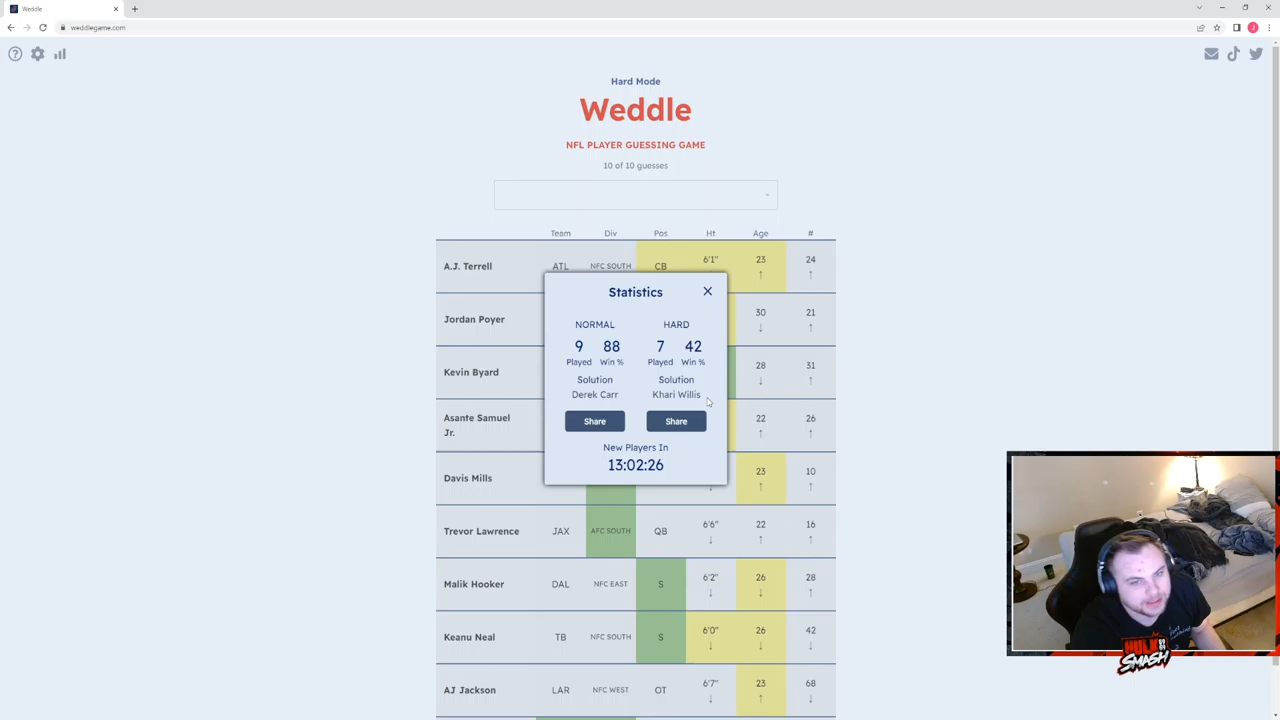 Weddle
weddlegame.com
Hard Mode
Weddle
NFL PLAYER GUESSING GAME
10 of 10 guesses
Team Div Pos Ht Age #
A.J. Terrell ATL NFC SOUTH CB 6'1" 23 24
↑ ↑
Jordan Poyer 30 21
↓ ↑
Kevin Byard 28 31
↓ ↑
Asante Samuel Jr. 22 26
↑ ↑
Davis Mills 23 10
↓ ↑ ↑
Trevor Lawrence JAX AFC SOUTH QB 6'6" 22 16
↓ ↑ ↑
Malik Hooker DAL NFC EAST S 6'2" 26 28
↓ ↓ ↑
Keanu Neal TB NFC SOUTH S 6'0" 26 42
↓ ↓ ↓
AJ Jackson LAR NFC WEST OT 6'7" 23 68
↓ ↑ ↓
Statistics
NORMAL HARD
9 88 7 42
Played Win % Played Win %
Solution Solution
Derek Carr Khari Willis
Share Share
New Players In
13:02:26
HULK
SMASH